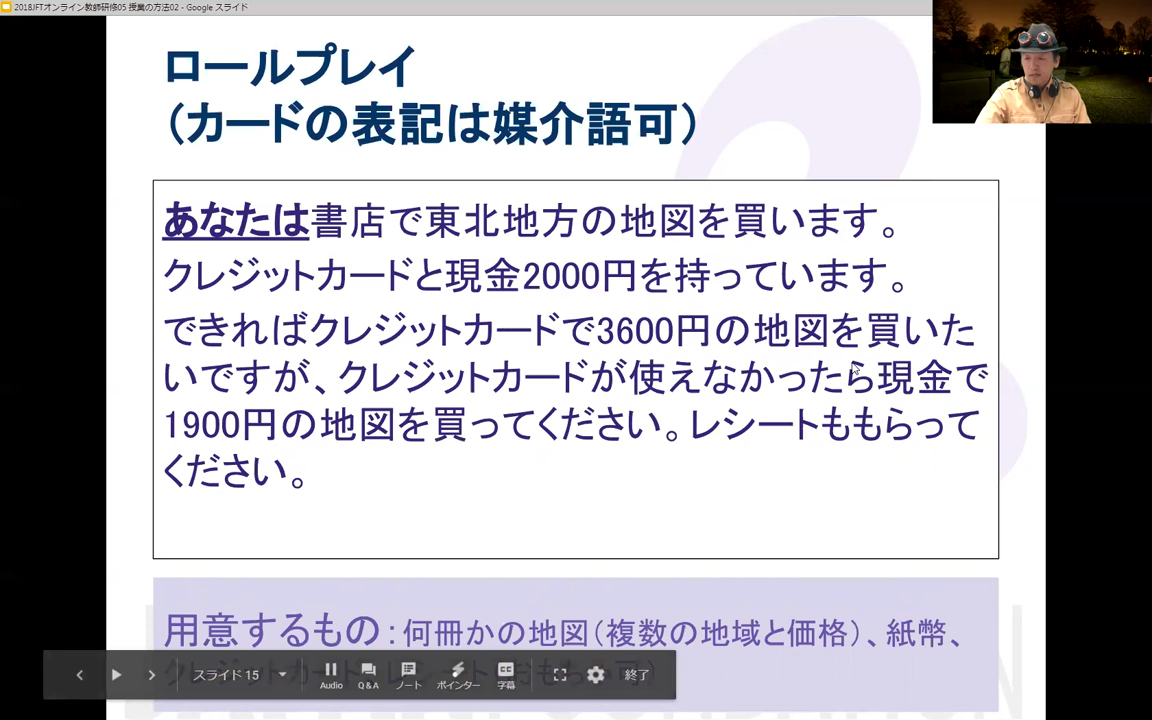 2018JFTオンライン教師研修05 授業の方法02 - Google スライド
ロールプレイ
（カードの表記は媒介語可）
あなたは書店で東北地方の地図を買います。
クレジットカードと現金2000円を持っています。
できればクレジットカードで3600円の地図を買いた
いですが、クレジットカードが使えなかったら現金で
1900円の地図を買ってください。レシートももらって
ください。
用意するもの：何冊かの地図（複数の地域と価格）、紙幣、
スライド 15
Audio
Q&A
ノート
ポインター
字幕
終了